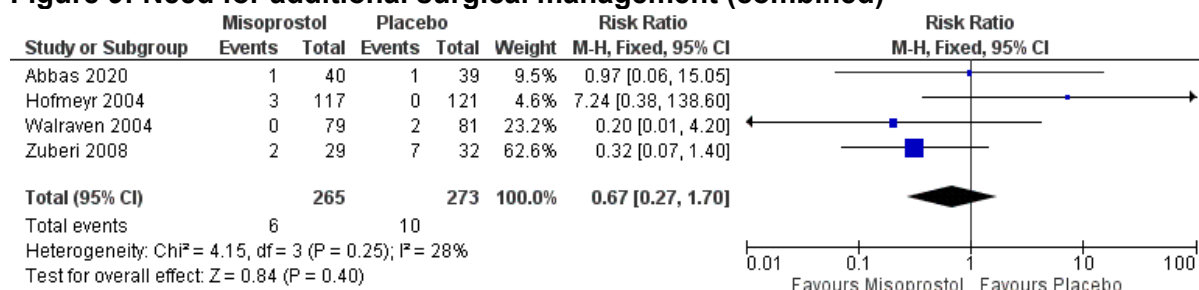 Figure 9: Need for additional surgical management (combined)
Misoprostol Placebo Risk Ratio Risk Ratio
Study or Subgroup Events Total Events Total Weight M-H, Fixed, 95% CI M-H, Fixed, 95% CI
Abbas 2020 1 40 1 39 9.5% 0.97 [0.06, 15.05]
Hofmeyr 2004 3 117 0 121 4.6% 7.24 [0.38, 138.60]
Walraven 2004 0 79 2 81 23.2% 0.20 [0.01, 4.20]
Zuberi 2008 2 29 7 32 62.6% 0.32 [0.07, 1.40]
Total (95% CI) 265 273 100.0% 0.67 [0.27, 1.70]
Total events 6 10
Heterogeneity: Chi² = 4.15, df = 3 (P = 0.25); I² = 28%
Test for overall effect: Z = 0.84 (P = 0.40)
0.01 0.1 1 10 100
Favours Misoprostol Favours Placebo